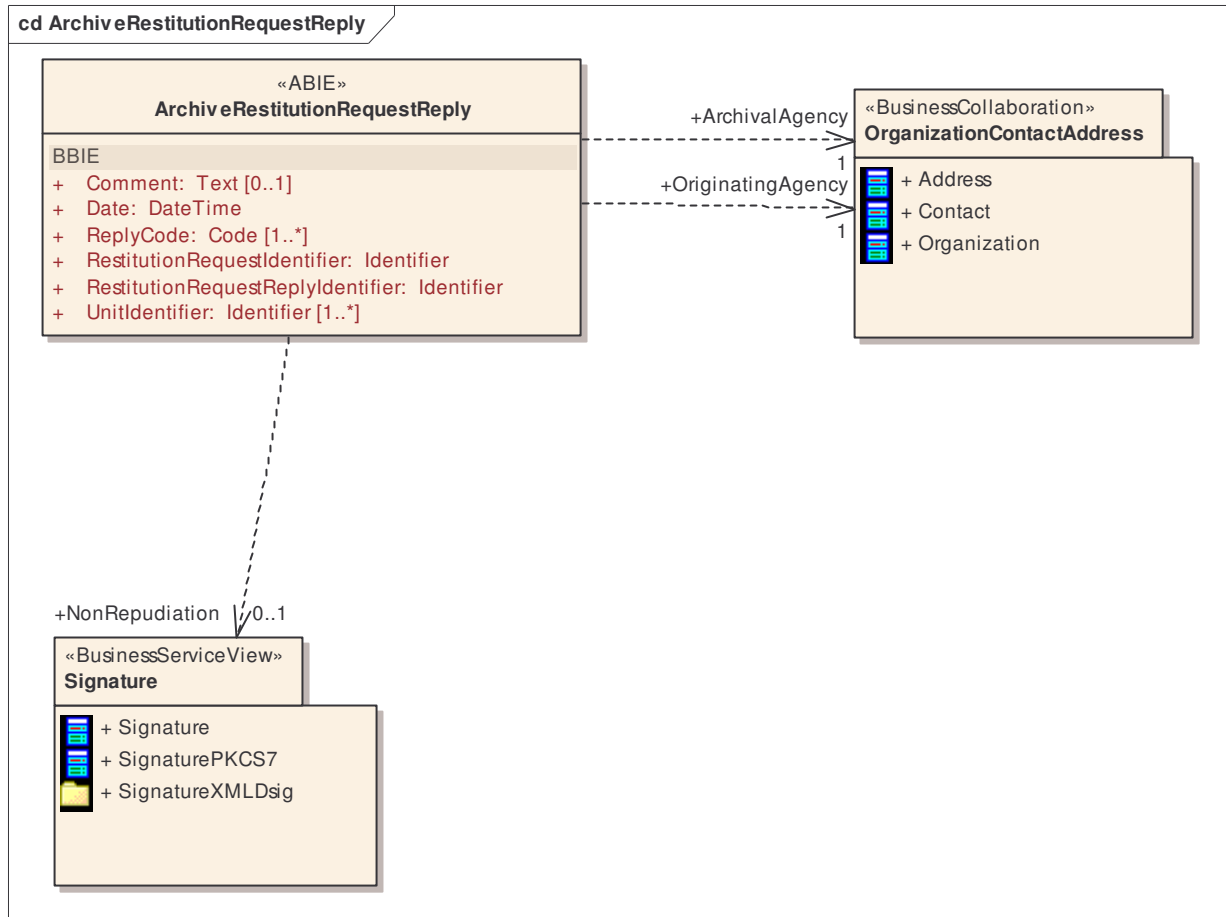 cd ArchiveRestitutionRequestReply
«ABIE»
ArchiveRestitutionRequestReply
BBIE
+ Comment: Text [0..1]
+ Date: DateTime
+ ReplyCode: Code [1..*]
+ RestitutionRequestIdentifier: Identifier
+ RestitutionRequestReplyIdentifier: Identifier
+ UnitIdentifier: Identifier [1..*]
+ArchivalAgency
1
+OriginatingAgency
1
«BusinessCollaboration»
OrganizationContactAddress
+ Address
+ Contact
+ Organization
+NonRepudiation
0..1
«BusinessServiceView»
Signature
+ Signature
+ SignaturePKCS7
+ SignatureXMLDsig